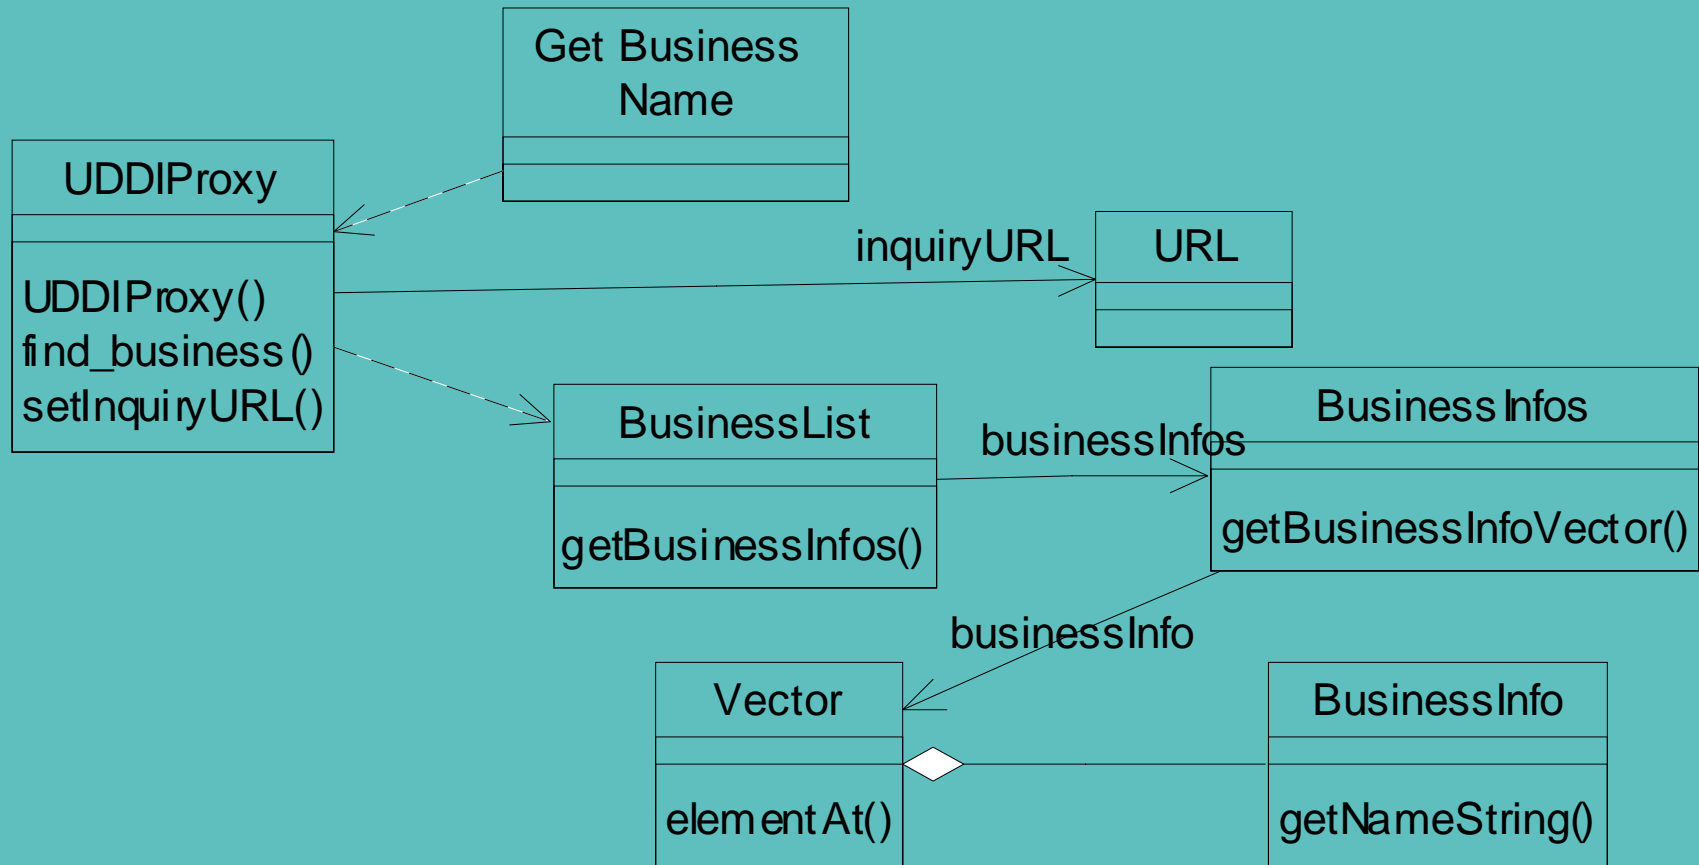 Get Business
Name
UDDIProxy
UDDIProxy()
find_business()
setInquiryURL()
inquiryURL
URL
BusinessList
getBusinessInfos()
businessInfos
BusinessInfos
getBusinessInfoVector()
businessInfo
Vector
elementAt()
BusinessInfo
getNameString()